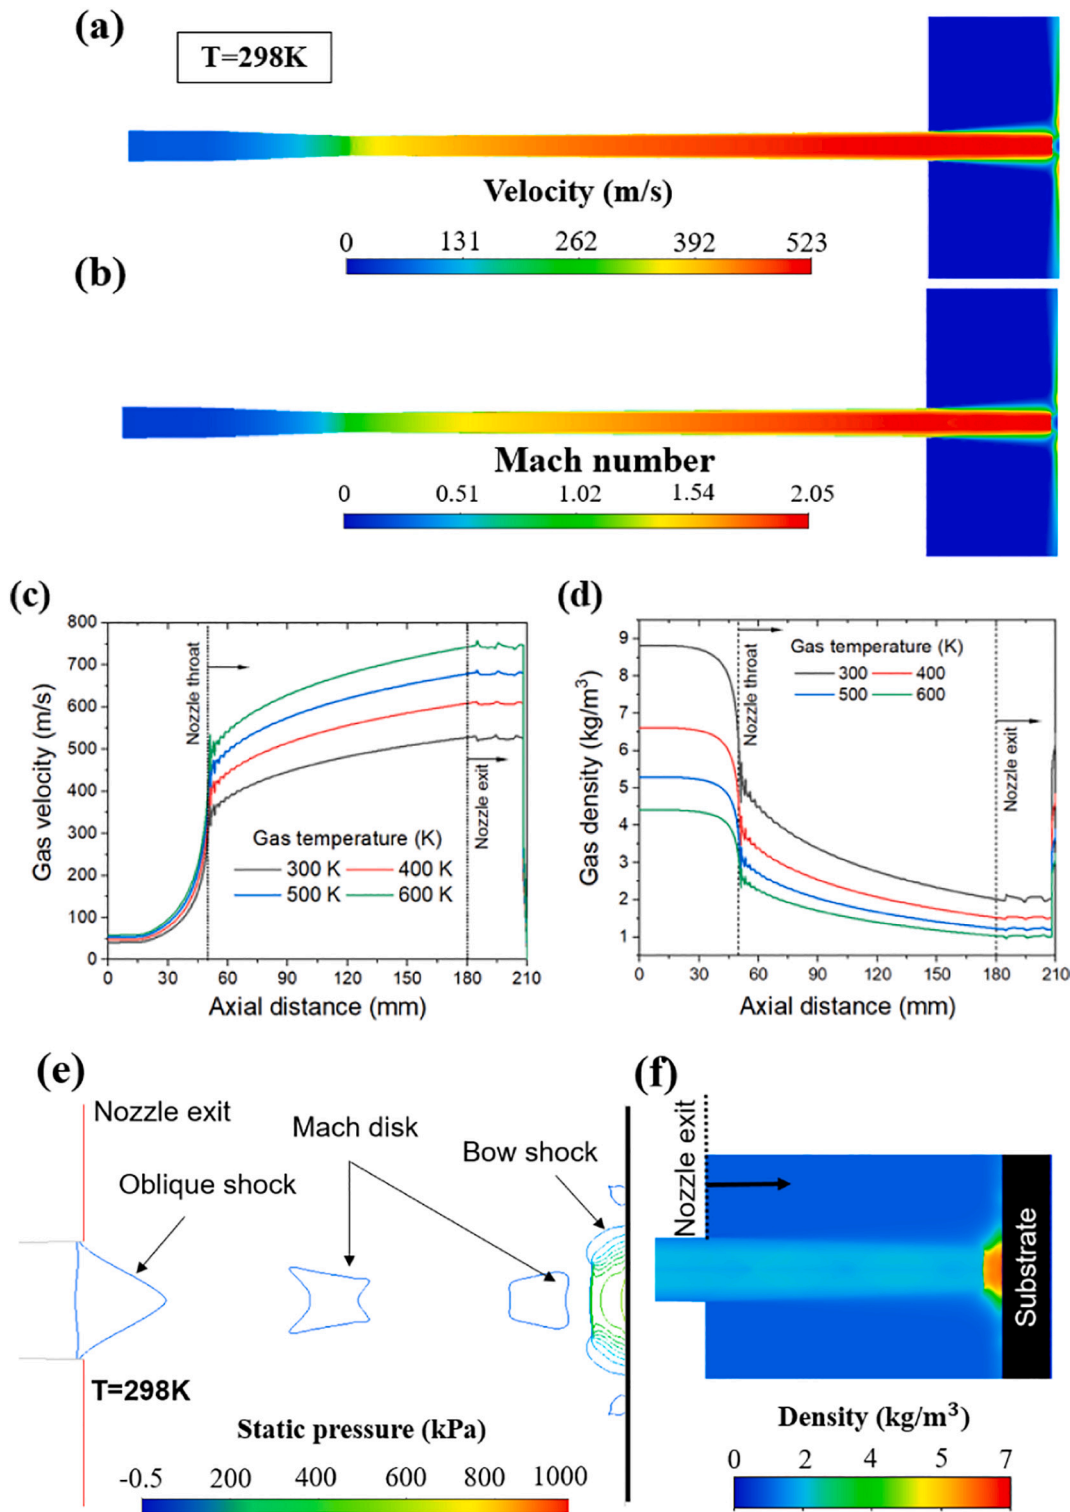 (a)
T=298K
Velocity (m/s)
0 131 262 392 523
(b)
Mach number
0 0.51 1.02 1.54 2.05
(c)
800
700
600
500
400
300
200
100
0
0 30 60 90 120 150 180 210
Gas velocity (m/s)
Axial distance (mm)
Nozzle throat
Nozzle exit
Gas temperature (K)
300 K 400 K
500 K 600 K
(d)
9
8
7
6
5
4
3
2
1
0 30 60 90 120 150 180 210
Gas density (kg/m³)
Axial distance (mm)
Nozzle throat
Nozzle exit
Gas temperature (K)
300 400
500 600
(e)
Nozzle exit
Mach disk
Bow shock
Oblique shock
T=298K
Static pressure (kPa)
-0.5 200 400 600 800 1000
(f)
Nozzle exit
Substrate
Density (kg/m³)
0 2 4 5 7